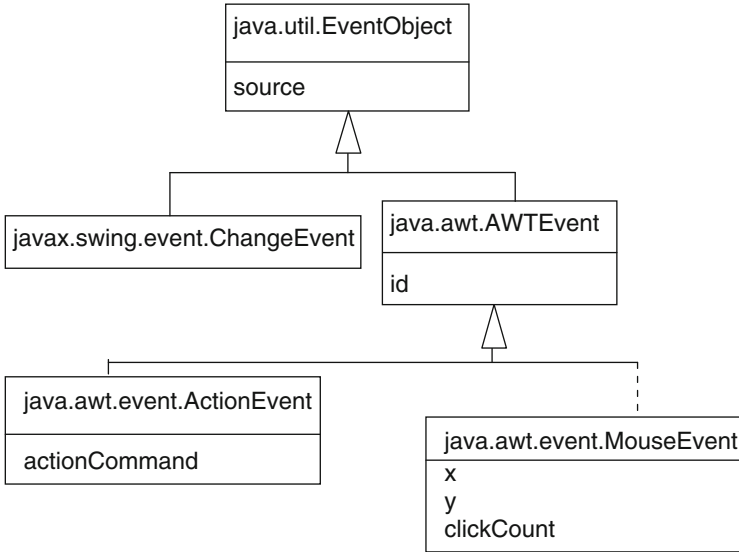 java.util.EventObject
source
javax.swing.event.ChangeEvent
java.awt.AWTEvent
id
java.awt.event.ActionEvent
actionCommand
java.awt.event.MouseEvent
x
y
clickCount